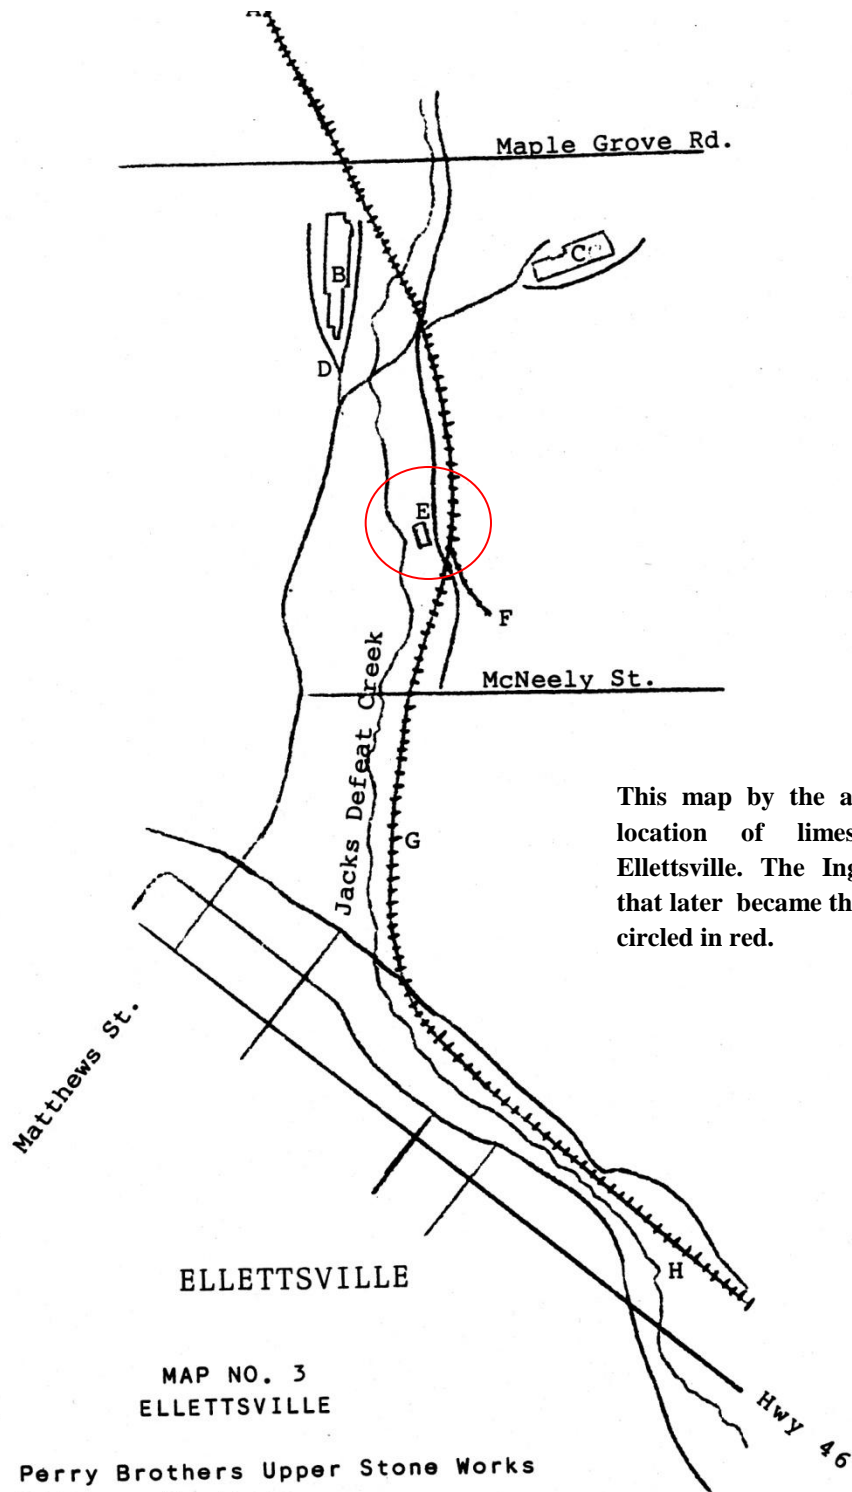 A
Maple Grove Rd.
B
C
D
E
F
McNeely St.
Jacks Defeat Creek
G
This map by the a
location of limes
Ellettsville. The Ing
that later became th
circled in red.
Matthews St.
H
ELLETTSVILLE
MAP NO. 3
ELLETTSVILLE
Hwy 46
Perry Brothers Upper Stone Works